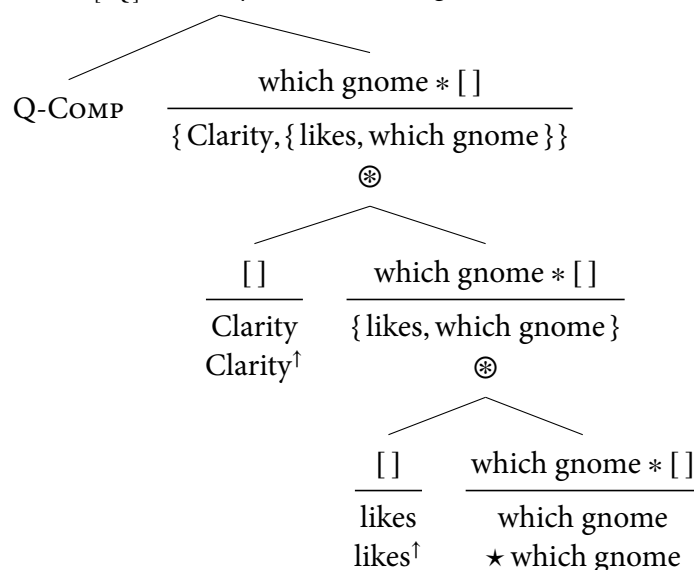 which gnome ∗ [ ]
Q-Comp
{ Clarity, { likes, which gnome } }
⊛
[ ] which gnome ∗ [ ]
Clarity { likes, which gnome }
Clarity↑ ⊛
[ ] which gnome ∗ [ ]
likes which gnome
likes↑ ★ which gnome